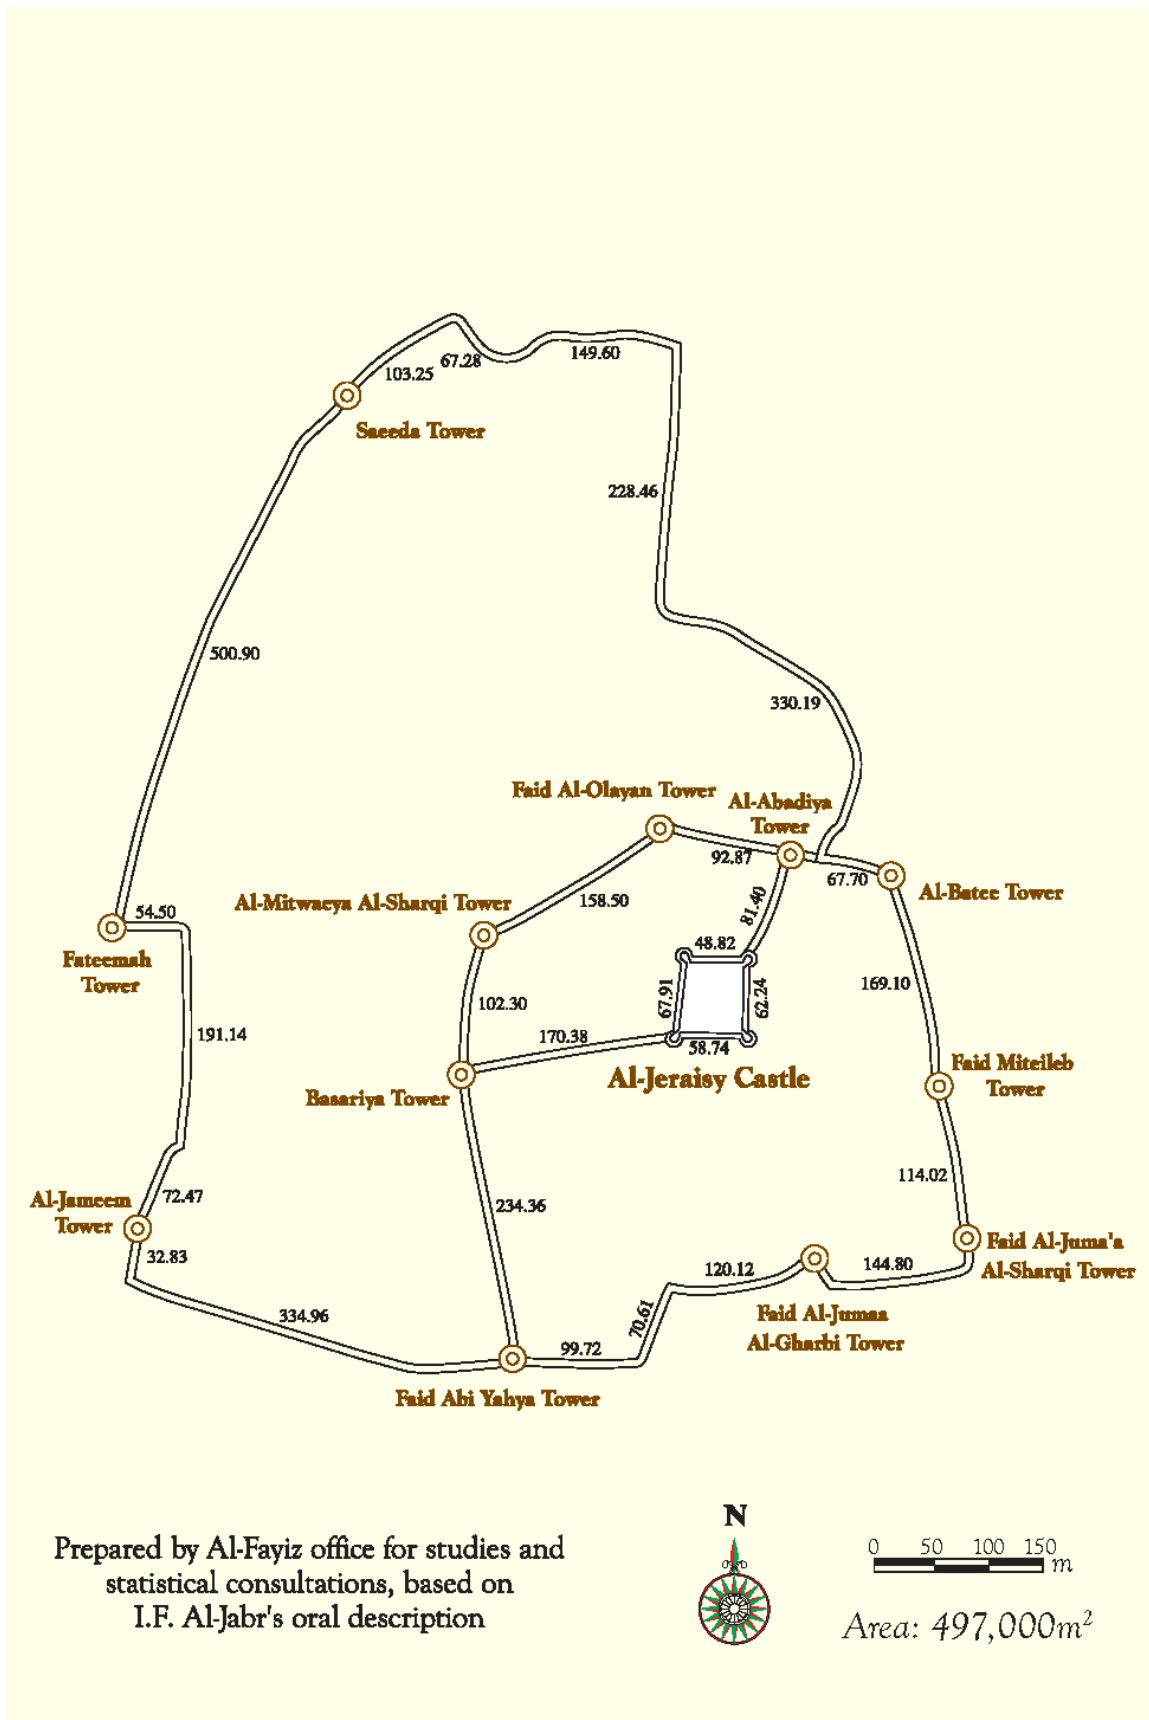 67.28
149.60
103.25
Saeeda Tower
228.46
500.90
330.19
Faid Al-Olayan Tower
Al-Abadiya
Tower
92.87
67.70
Al-Batee Tower
158.50
81.40
Al-Mitwaeya Al-Sharqi Tower
54.50
Fateemah
Tower
48.82
67.91
62.24
58.74
169.10
102.30
191.14
170.38
Al-Jeraisy Castle
Basariya Tower
Faid Miteileb
Tower
114.02
Al-Jameem
Tower
72.47
32.83
234.36
Faid Al-Juma'a
Al-Sharqi Tower
120.12
144.80
334.96
70.61
Faid Al-Jumaa
Al-Gharbi Tower
99.72
Faid Abi Yahya Tower
N
Prepared by Al-Fayiz office for studies and
statistical consultations, based on
I.F. Al-Jabr's oral description
0 50 100 150
m
Area: 497,000m²